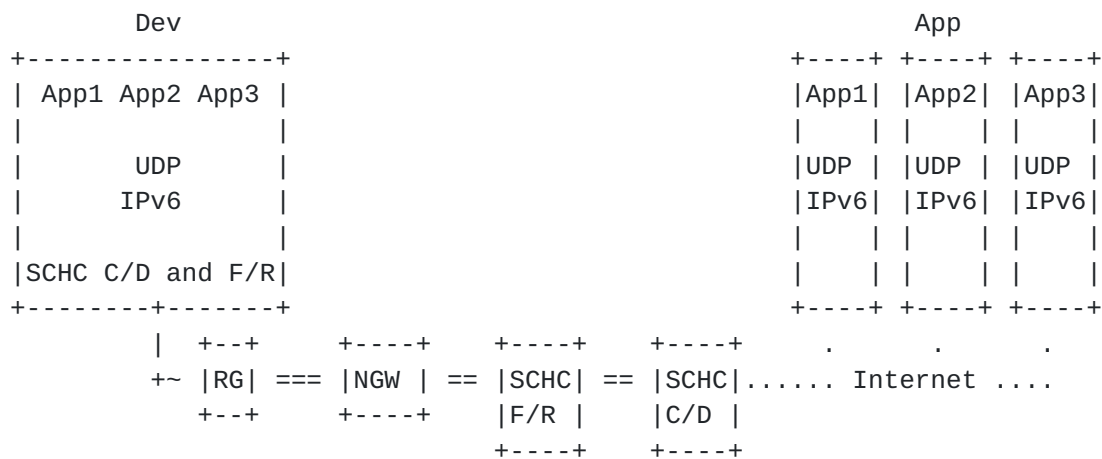 Dev                                               App
+----------------+                                +----+ +----+ +----+
| App1 App2 App3 |                                |App1| |App2| |App3|
|                |                                |    | |    | |    |
|       UDP      |                                |UDP | |UDP | |UDP |
|      IPv6      |                                |IPv6| |IPv6| |IPv6|
|                |                                |    | |    | |    |
|SCHC C/D and F/R|                                |    | |    | |    |
+--------+-------+                                +----+ +----+ +----+
         |  +--+     +----+    +----+    +----+     .      .      .
         +~ |RG| === |NGW | == |SCHC| == |SCHC|...... Internet ....
            +--+     +----+    |F/R |    |C/D |
                               +----+    +----+